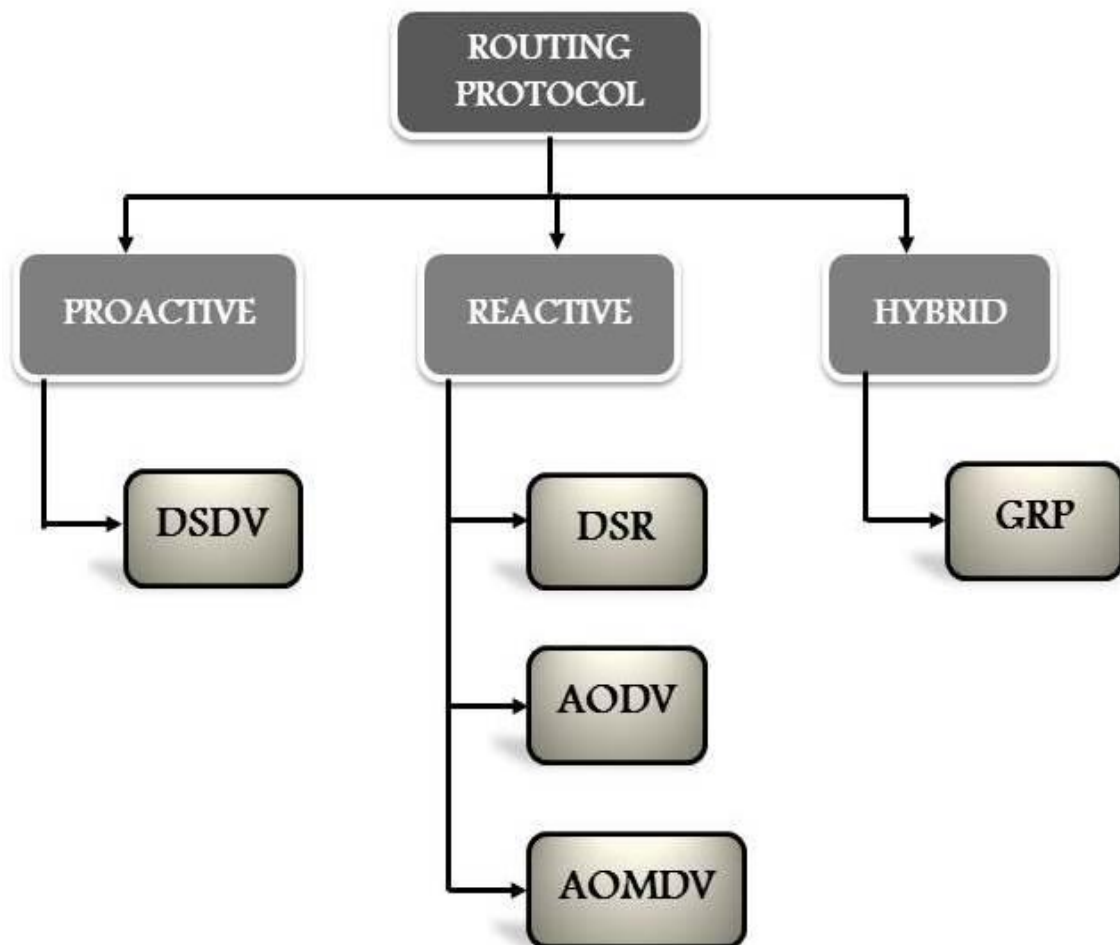 ROUTING
PROTOCOL
PROACTIVE
REACTIVE
HYBRID
DSDV
DSR
GRP
AODV
AOMDV